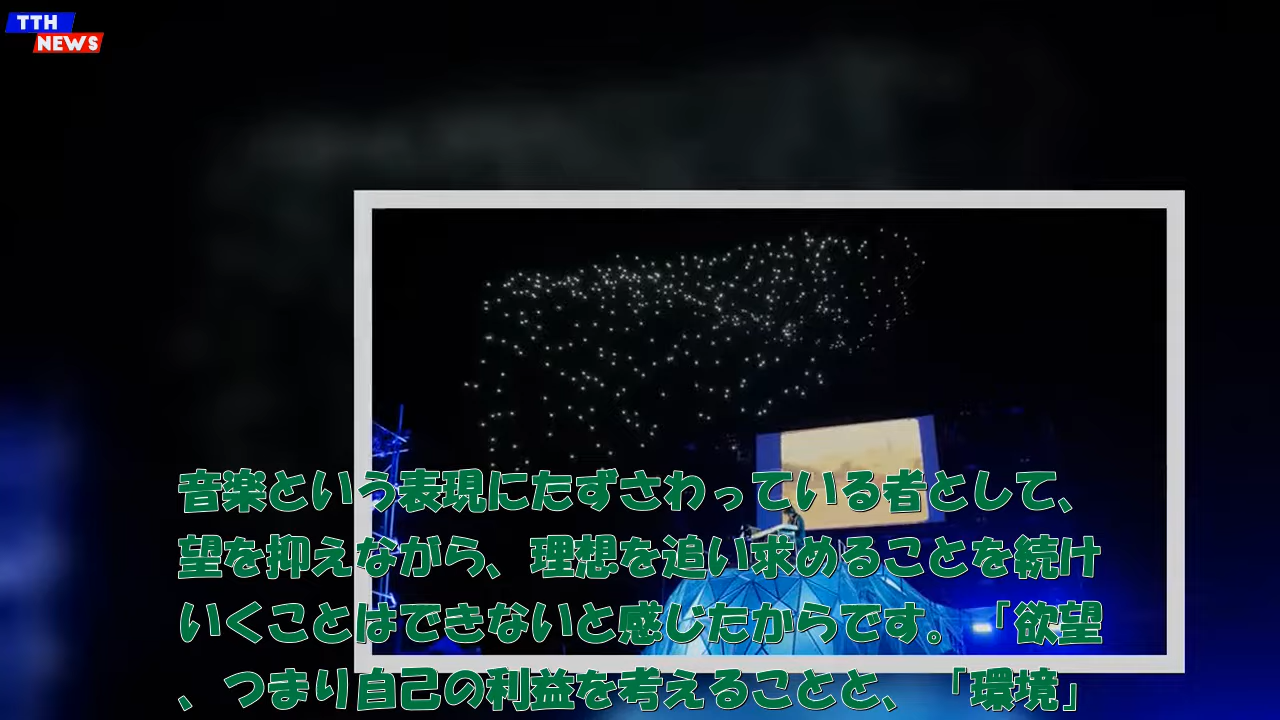 TTH
NEWS
音楽という表現にたずさわっている者として、
望を抑えながら、理想を追い求めることを続け
いくことはできないと感じたからです。「欲望
、つまり自己の利益を考えることと、「環境」